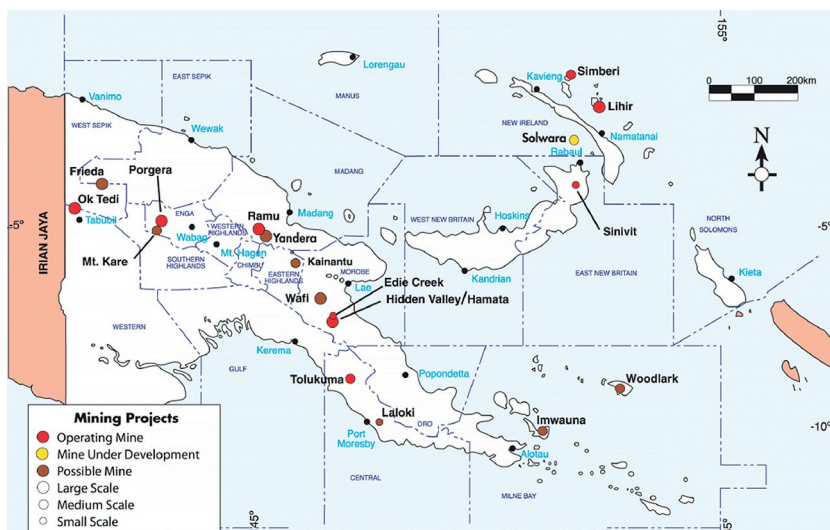 155°
Lorengau
MANUS
EAST SEPIK
Vanimo
WEST SEPIK
Wewak
Kavieng
Simberi
Lihir
0 100 200km
NEW IRELAND
Namatanai
Solwara
Rabaul
N
Frieda
Porgera
MADANG
Ok Tedi
Tabubil
ENGA
Wabag
WESTERN
HIGHLANDS
Mt. Hagen
Ramu
Madang
Yandera
WEST NEW BRITAIN
Hoskins
Sinivit
NORTH
SOLOMONS
-5°
-5°
IRIAN JAYA
Mt. Kare
SOUTHERN
HIGHLANDS
CHIMBU
EASTERN
HIGHLANDS
Kainantu
MOROBE
Lae
Kandrian
EAST NEW BRITAIN
Kieta
Edie Creek
Hidden Valley/Hamata
Wafi
WESTERN
Kerema
GULF
Tolukuma
Popondetta
Woodlark
Laloki
ORO
Imwauna
Port
Moresby
Alotau
-10°
CENTRAL
MILNE BAY
Mining Projects
Operating Mine
Mine Under Development
Possible Mine
Large Scale
Medium Scale
Small Scale